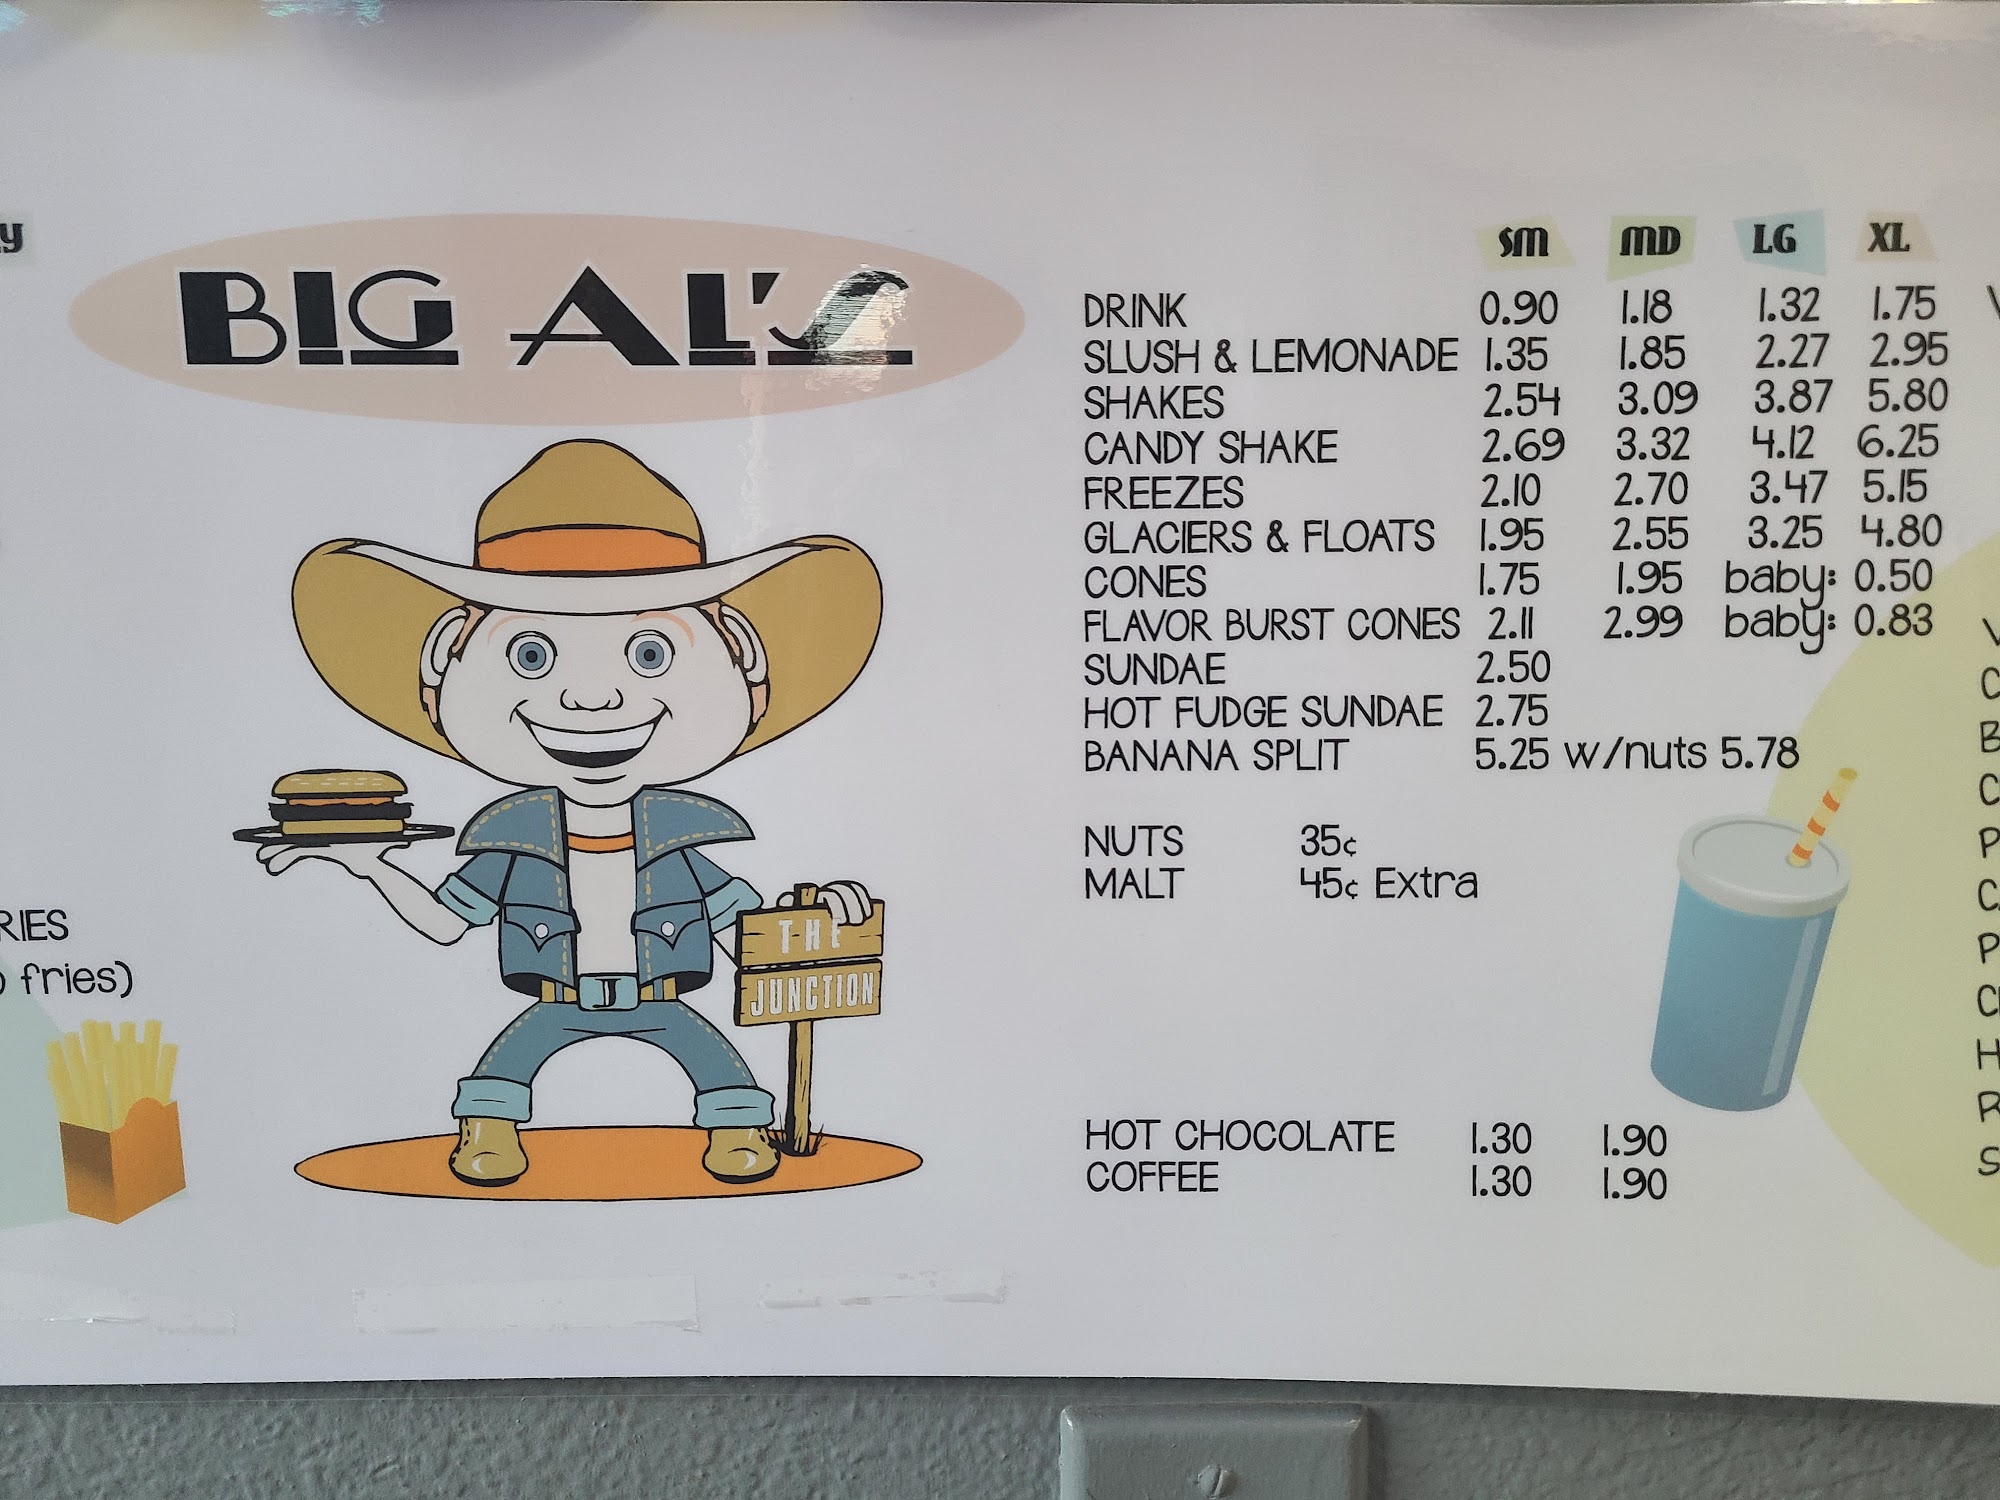 BIG AL'S
THE
JUNCTION
RIES
fries)
SM MD LG XL
DRINK 0.90 1.18 1.32 1.75
SLUSH & LEMONADE 1.35 1.85 2.27 2.95
SHAKES 2.54 3.09 3.87 5.80
CANDY SHAKE 2.69 3.32 4.12 6.25
FREEZES 2.10 2.70 3.47 5.15
GLACIERS & FLOATS 1.95 2.55 3.25 4.80
CONES 1.75 1.95 baby: 0.50
FLAVOR BURST CONES 2.11 2.99 baby: 0.83
SUNDAE 2.50
HOT FUDGE SUNDAE 2.75
BANANA SPLIT 5.25 w/nuts 5.78
NUTS 35¢
MALT 45¢ Extra
HOT CHOCOLATE 1.30 1.90
COFFEE 1.30 1.90